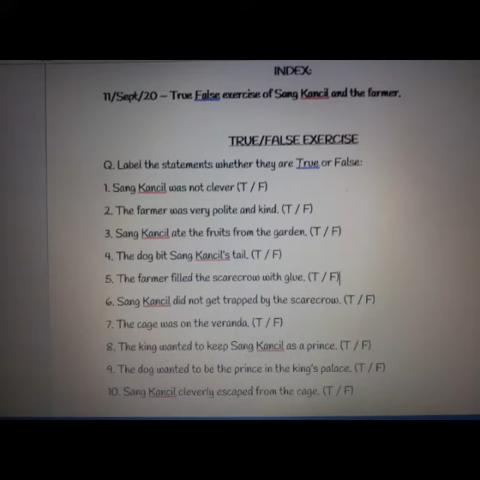 INDEX:
11/Sept/20 – True False exercise of Sang Kancil and the farmer.
TRUE/FALSE EXERCISE
Q. Label the statements whether they are True or False:
1. Sang Kancil was not clever (T / F)
2. The farmer was very polite and kind. (T / F)
3. Sang Kancil ate the fruits from the garden. (T / F)
4. The dog bit Sang Kancil's tail. (T / F)
5. The farmer filled the scarecrow with glue. (T / F)
6. Sang Kancil did not get trapped by the scarecrow. (T / F)
7. The cage was on the veranda. (T / F)
8. The king wanted to keep Sang Kancil as a prince. (T / F)
9. The dog wanted to be the prince in the king's palace. (T / F)
10. Sang Kancil cleverly escaped from the cage. (T / F)